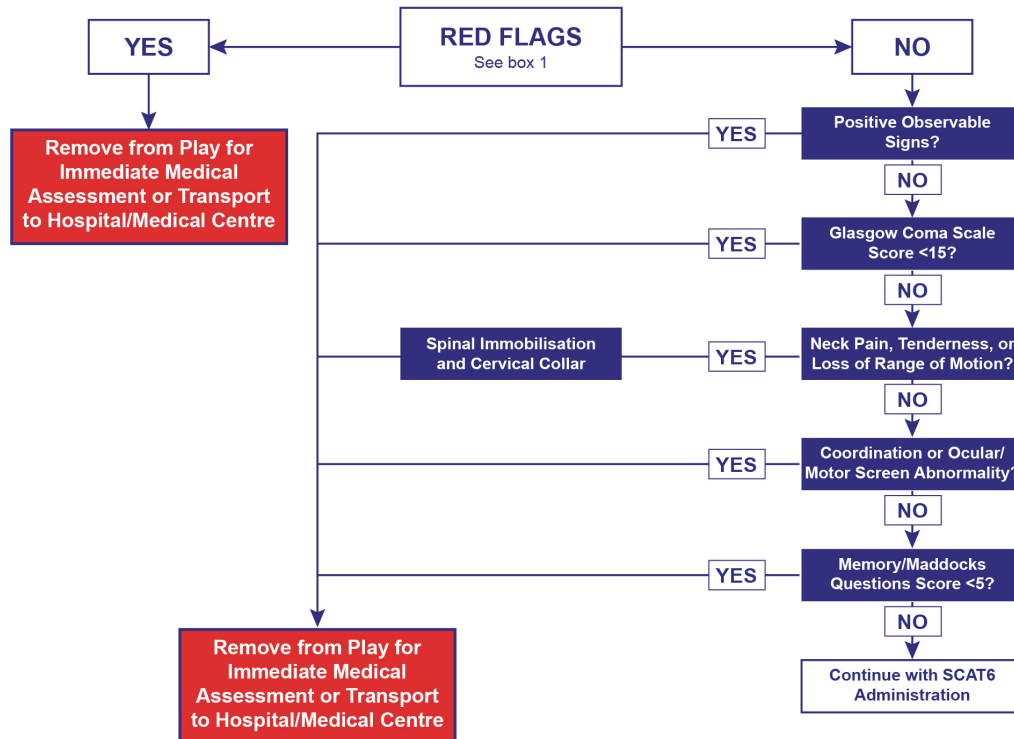 RED FLAGS
See box 1
YES
NO
Remove from Play for
Immediate Medical
Assessment or Transport
to Hospital/Medical Centre
Positive Observable
Signs?
YES
NO
Glasgow Coma Scale
Score <15?
YES
NO
Neck Pain, Tenderness, or
Loss of Range of Motion?
YES
Spinal Immobilisation
and Cervical Collar
NO
Coordination or Ocular/
Motor Screen Abnormality?
YES
NO
Memory/Maddocks
Questions Score <5?
YES
NO
Remove from Play for
Immediate Medical
Assessment or Transport
to Hospital/Medical Centre
Continue with SCAT6
Administration